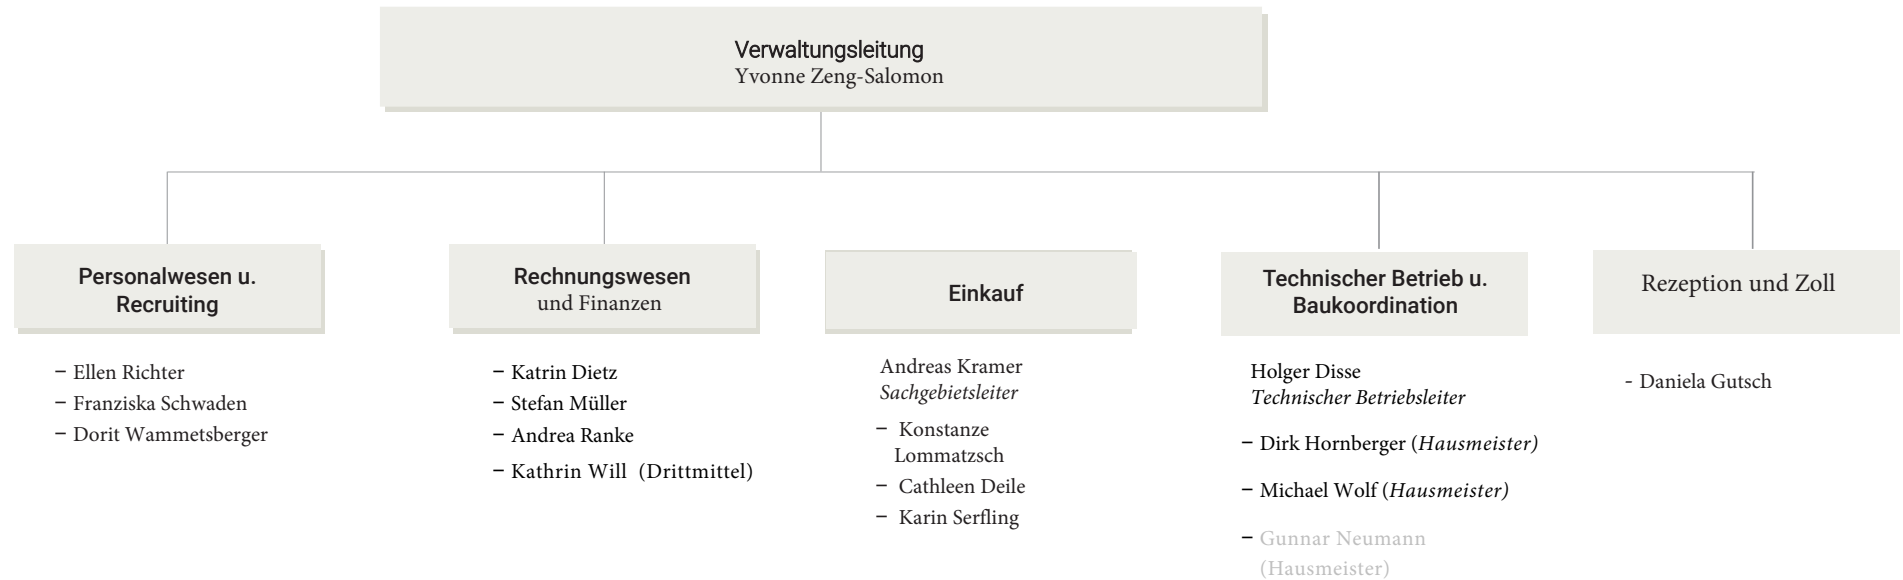 Verwaltungsleitung
Yvonne Zeng-Salomon
Personalwesen u.
Recruiting
– Ellen Richter
– Franziska Schwaden
– Dorit Wammetsberger
Rechnungswesen
und Finanzen
– Katrin Dietz
– Stefan Müller
– Andrea Ranke
– Kathrin Will (Drittmittel)
Einkauf
Andreas Kramer
Sachgebietsleiter
– Konstanze
Lommatzsch
– Cathleen Deile
– Karin Serfling
Technischer Betrieb u.
Baukoordination
Holger Disse
Technischer Betriebsleiter
– Dirk Hornberger (Hausmeister)
– Michael Wolf (Hausmeister)
– Gunnar Neumann
(Hausmeister)
Rezeption und Zoll
- Daniela Gutsch